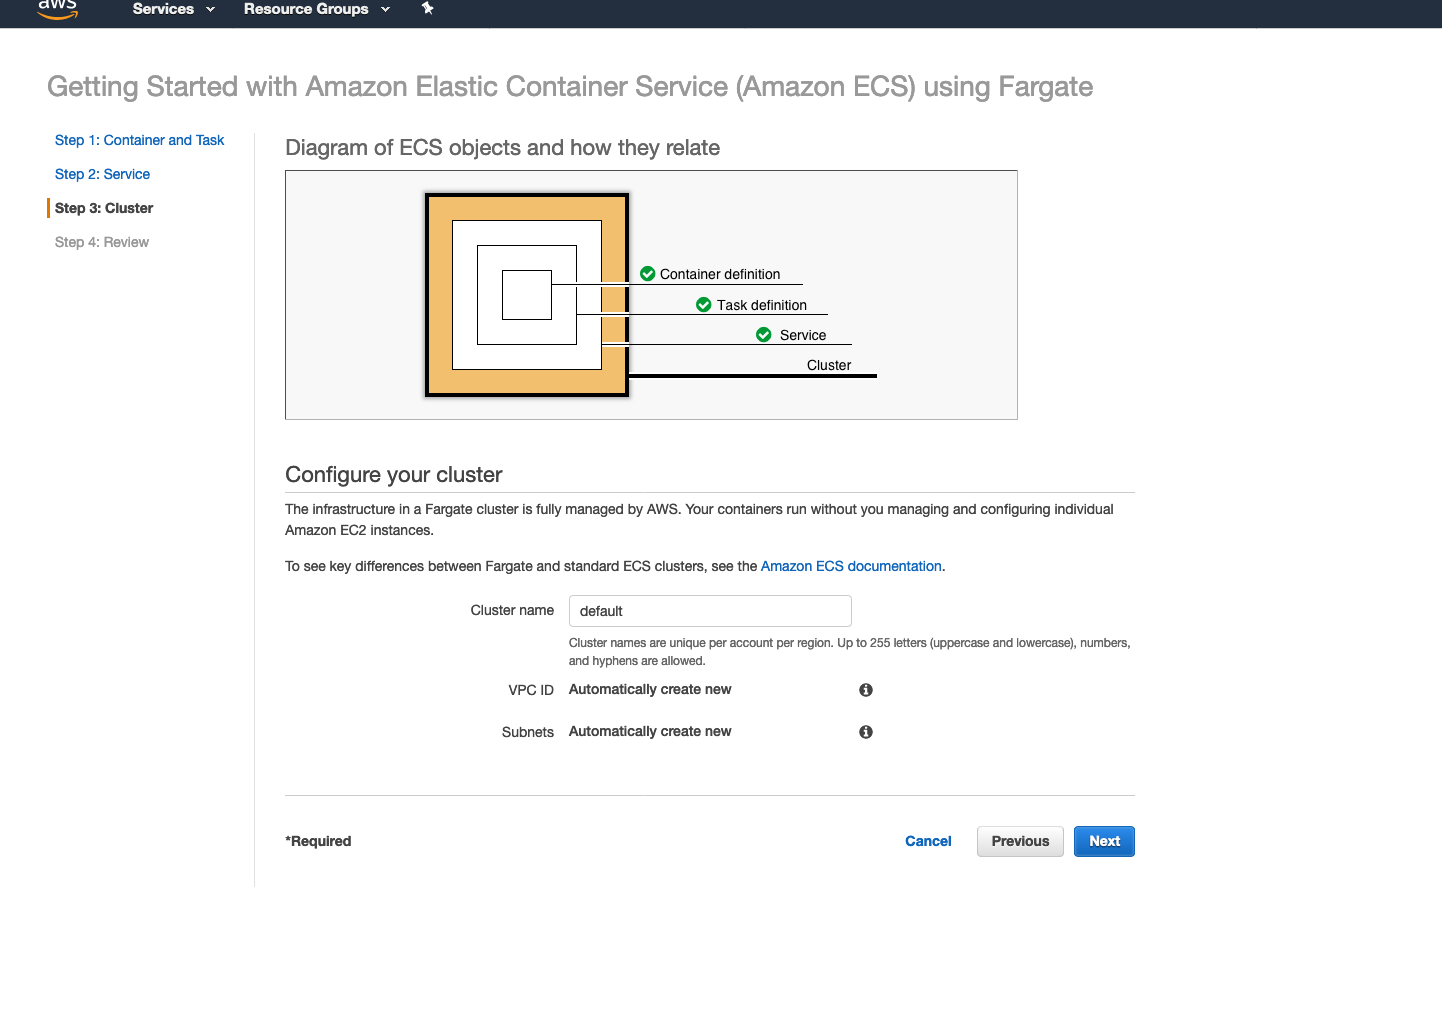 aws Services Resource Groups
Getting Started with Amazon Elastic Container Service (Amazon ECS) using Fargate
Step 1: Container and Task
Step 2: Service
Step 3: Cluster
Step 4: Review
Diagram of ECS objects and how they relate
Container definition
Task definition
Service
Cluster
Configure your cluster
The infrastructure in a Fargate cluster is fully managed by AWS. Your containers run without you managing and configuring individual
Amazon EC2 instances.
To see key differences between Fargate and standard ECS clusters, see the Amazon ECS documentation.
Cluster name default
Cluster names are unique per account per region. Up to 255 letters (uppercase and lowercase), numbers,
and hyphens are allowed.
VPC ID Automatically create new
Subnets Automatically create new
*Required Cancel Previous Next